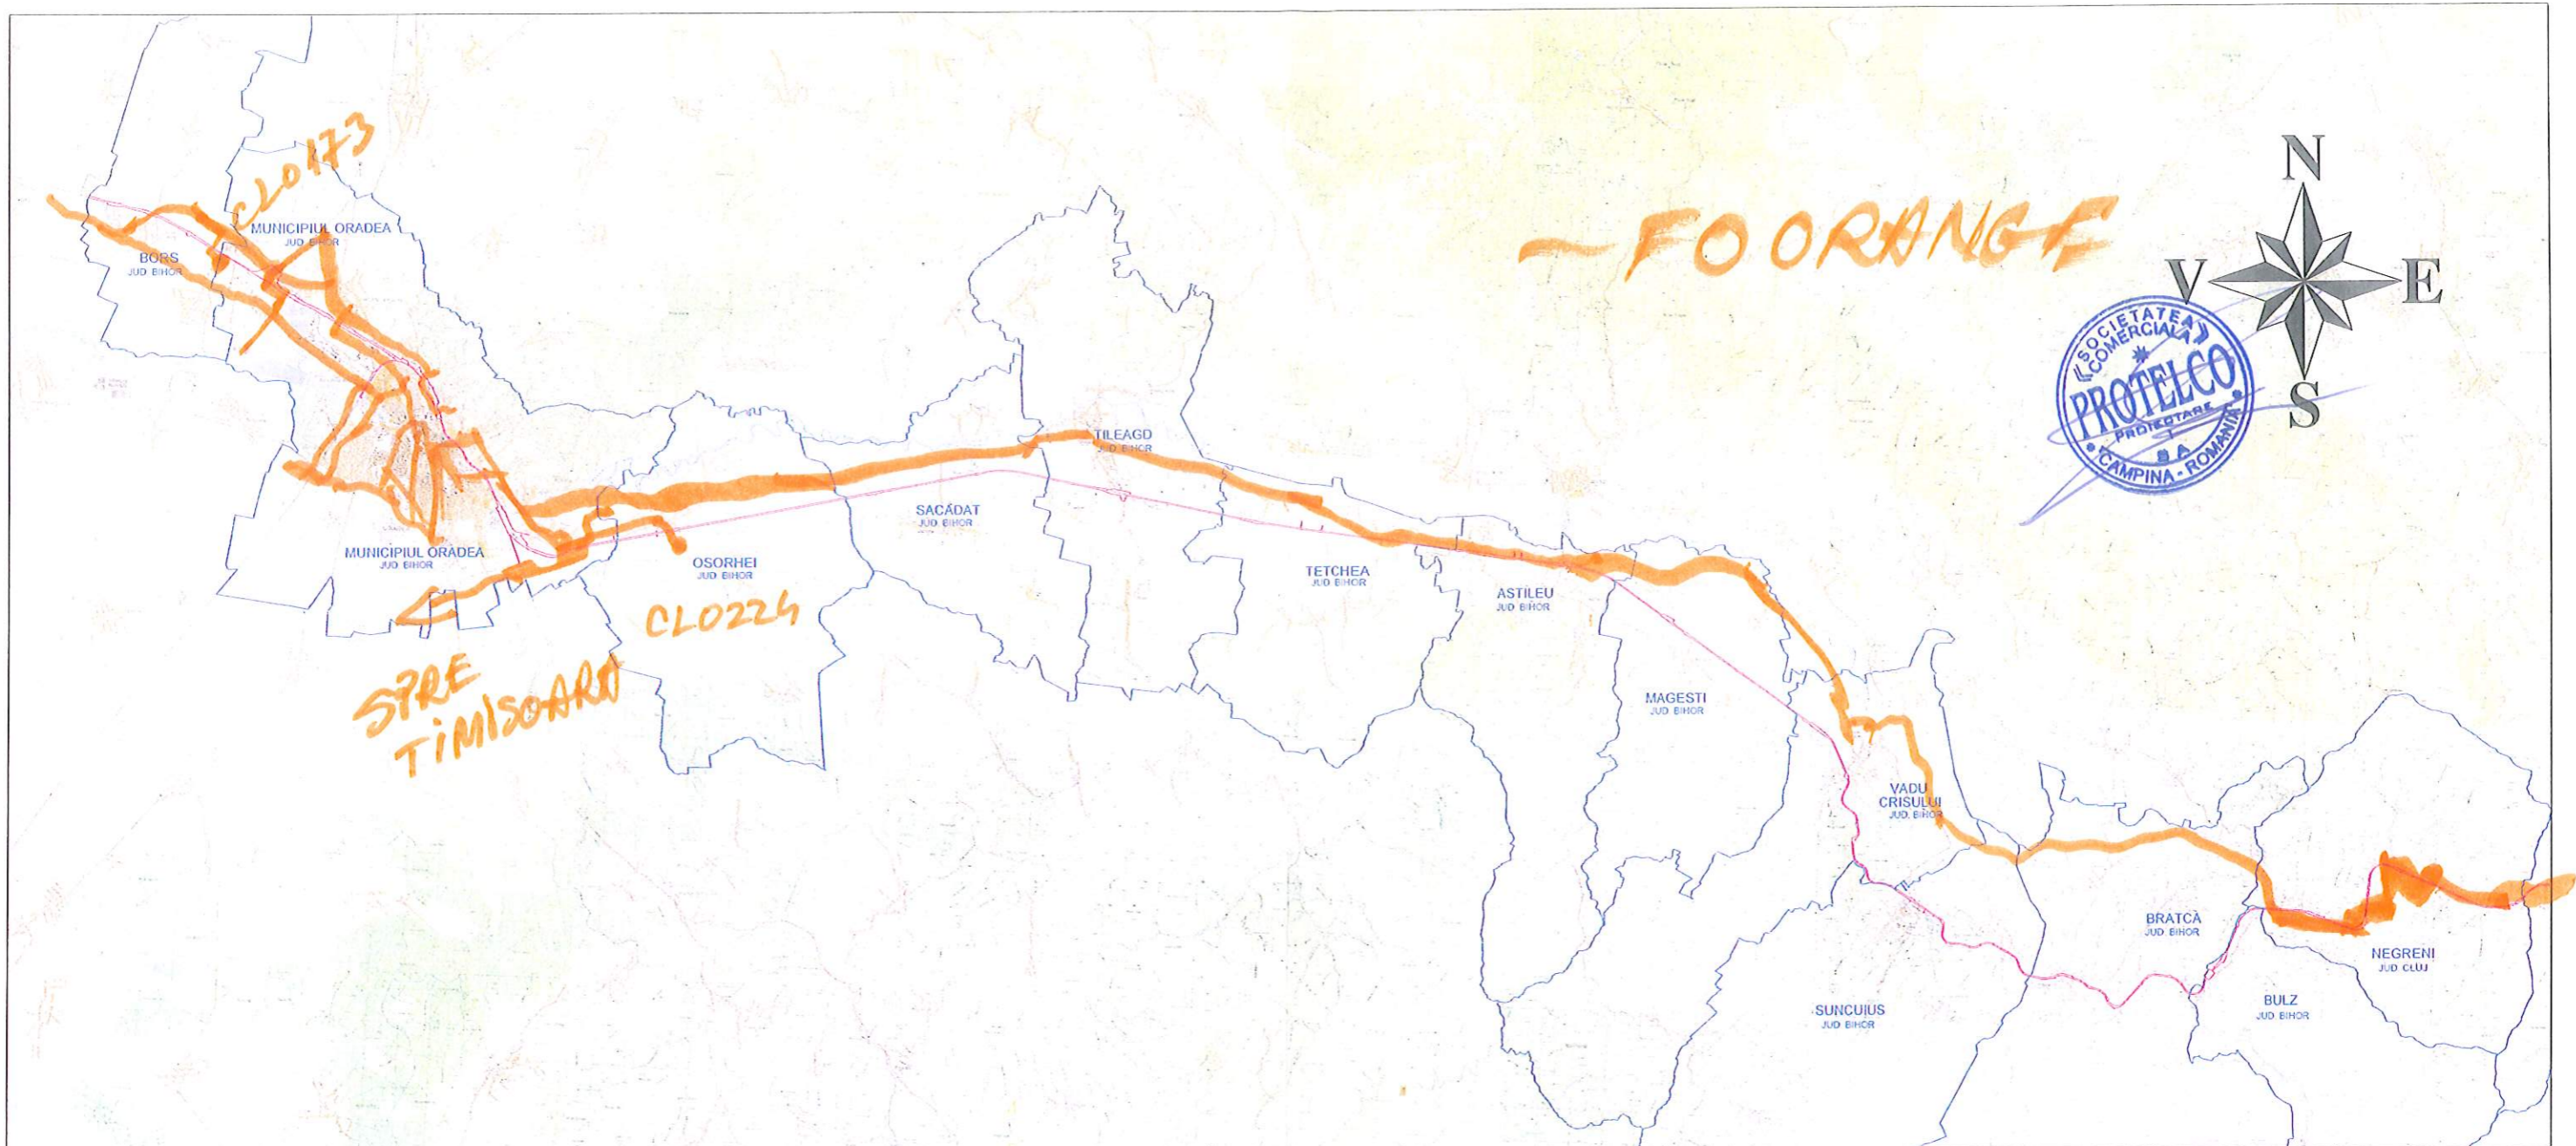 CLO173
MUNICIPIUL ORADEA
JUD BIHOR
BORS
JUD BIHOR
FO ORANGE
N
V
E
S
«SOCIETATEA
COMERCIALA»
PROTELCO
PROIECTARE
S A
CAMPINA - ROMANIA
TILEAGD
JUD BIHOR
SACADAT
JUD BIHOR
MUNICIPIUL ORADEA
JUD BIHOR
OSORHEI
JUD BIHOR
TETCHEA
JUD BIHOR
ASTILEU
JUD BIHOR
CLO224
SPRE
TIMISOARA
MAGESTI
JUD BIHOR
VADU
CRISULUI
JUD. BIHOR
BRATCA
JUD BIHOR
NEGRENI
JUD CLUJ
SUNCUIUS
JUD BIHOR
BULZ
JUD BIHOR